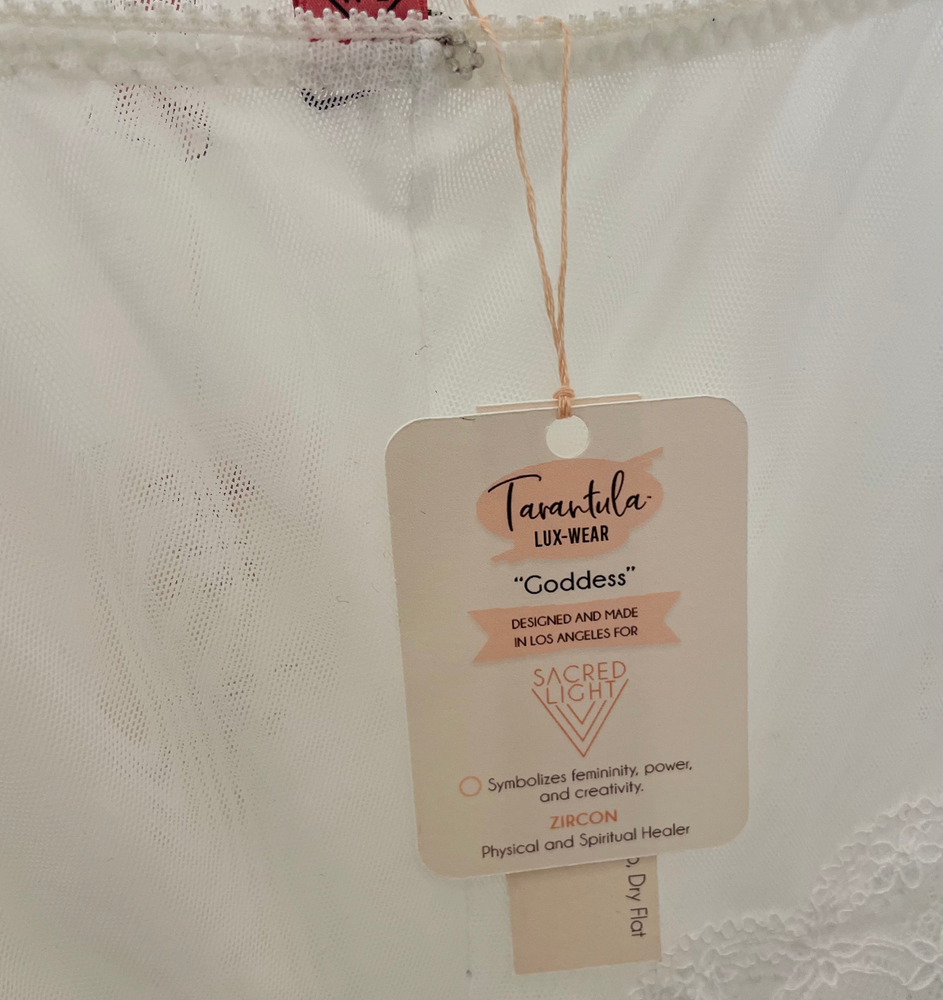 Tarantula
LUX-WEAR
“Goddess”
DESIGNED AND MADE
IN LOS ANGELES FOR
SACRED
LIGHT
Symbolizes femininity, power,
and creativity.
ZIRCON
Physical and Spiritual Healer
Dry Flat